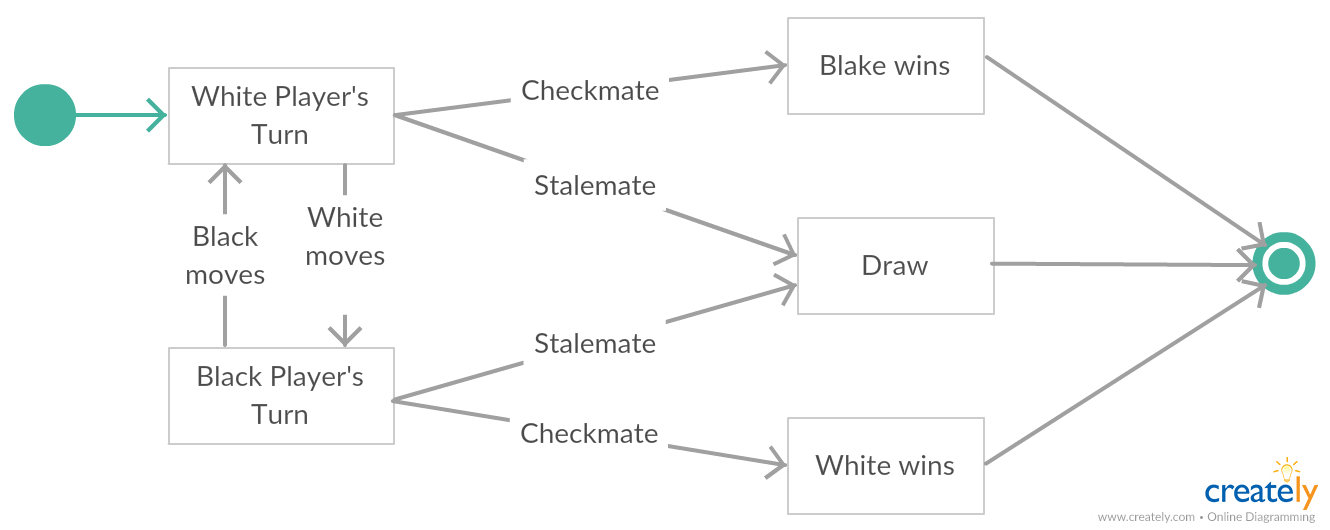 White Player's
Turn
Checkmate
Blake wins
Stalemate
Black
moves
White
moves
Draw
Stalemate
Black Player's
Turn
Checkmate
White wins
creately
www.creately.com • Online Diagramming